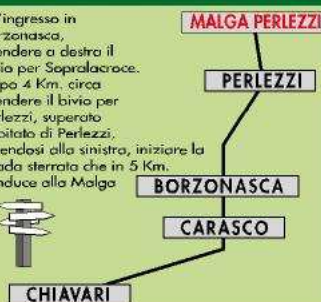 'ingresso in
rzonasca,
endere a destra il
io per Sopralacroce.
po 4 Km. circa
endere il bivio per
lezzi, superato
bitato di Perlezzi,
endosi alla sinistra, iniziare la
ada sterrata che in 5 Km.
nduce alla Malga
MALGA PERLEZZI
PERLEZZI
BORZONASCA
CARASCO
CHIAVARI